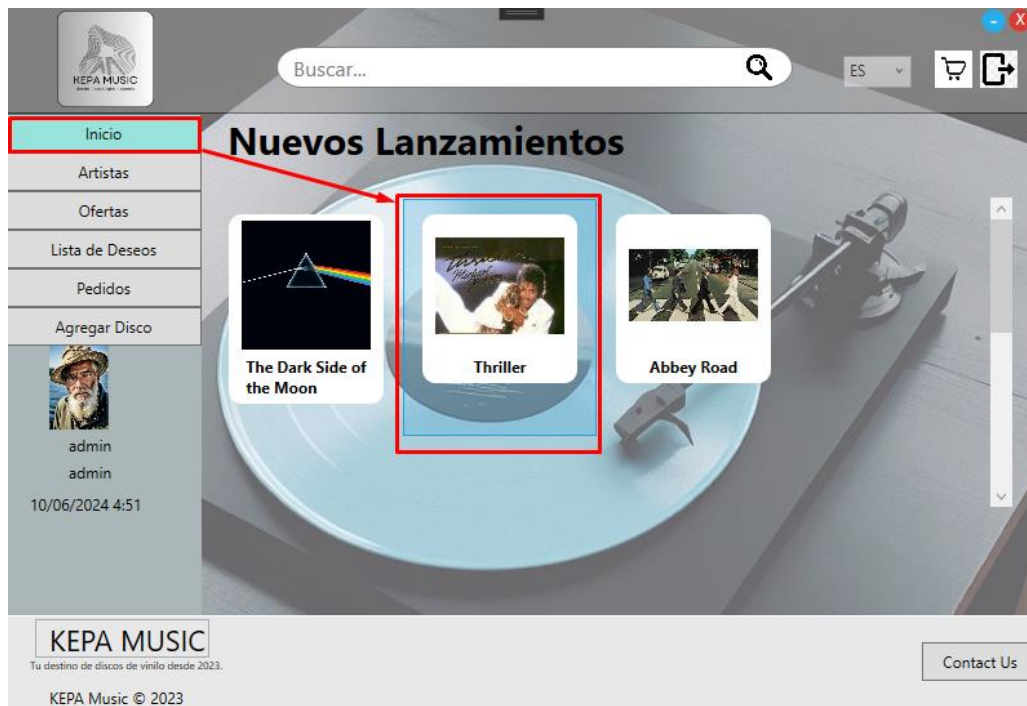 KEPA MUSIC
Buscar...
ES
X
Inicio
Artistas
Ofertas
Lista de Deseos
Pedidos
Agregar Disco
admin
admin
10/06/2024 4:51
Nuevos Lanzamientos
The Dark Side of
the Moon
Thriller
Abbey Road
KEPA MUSIC
Tu destino de discos de vinilo desde 2023.
KEPA Music © 2023
Contact Us